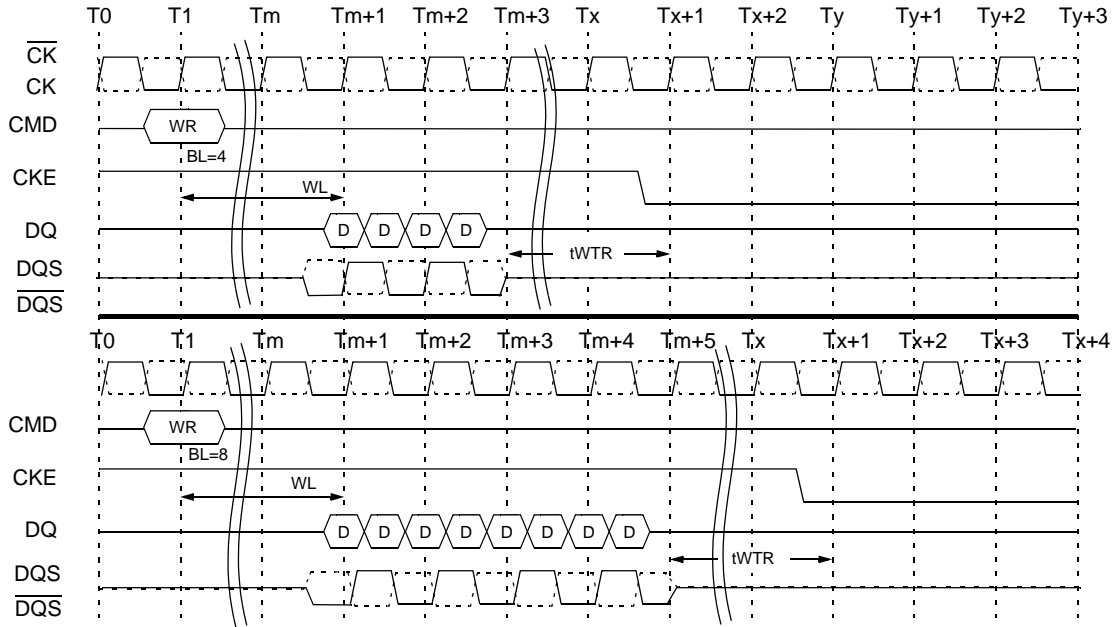 T0 T1 Tm Tm+1 Tm+2 Tm+3 Tx Tx+1 Tx+2 Ty Ty+1 Ty+2 Ty+3
CK
CK
CMD WR
BL=4
CKE
WL
DQ D D D D
tWTR
DQS
DQS
T0 T1 Tm Tm+1 Tm+2 Tm+3 Tm+4 Tm+5 Tx Tx+1 Tx+2 Tx+3 Tx+4
CMD WR
BL=8
CKE
WL
DQ D D D D D D D D
tWTR
DQS
DQS